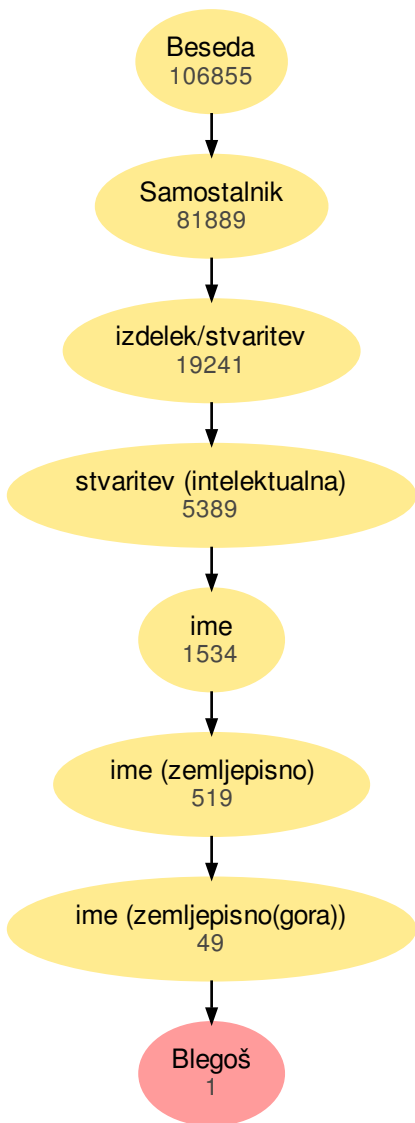 Beseda
106855
Samostalnik
81889
izdelek/stvaritev
19241
stvaritev (intelektualna)
5389
ime
1534
ime (zemljepisno)
519
ime (zemljepisno(gora))
49
Blegoš
1